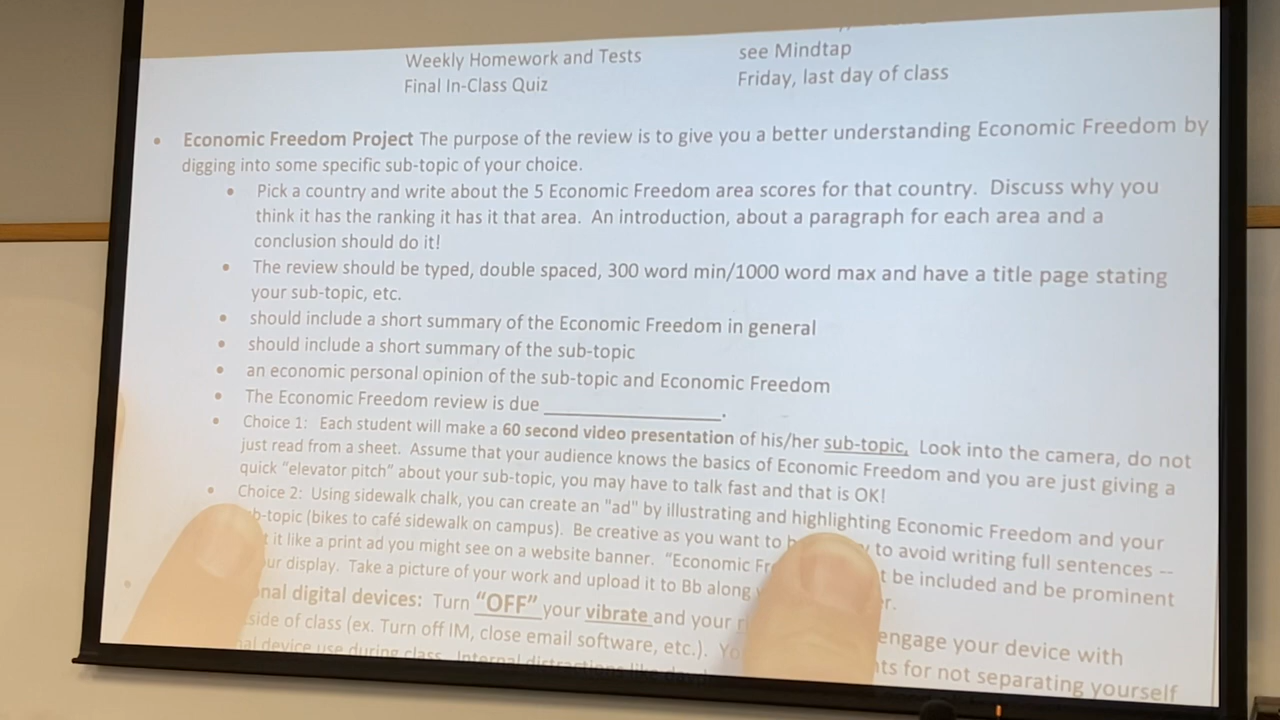 Weekly Homework and Tests see Mindtap
Final In-Class Quiz Friday, last day of class
• Economic Freedom Project The purpose of the review is to give you a better understanding Economic Freedom by
digging into some specific sub-topic of your choice.
• Pick a country and write about the 5 Economic Freedom area scores for that country. Discuss why you
think it has the ranking it has it that area. An introduction, about a paragraph for each area and a
conclusion should do it!
• The review should be typed, double spaced, 300 word min/1000 word max and have a title page stating
your sub-topic, etc.
• should include a short summary of the Economic Freedom in general
• should include a short summary of the sub-topic
• an economic personal opinion of the sub-topic and Economic Freedom
• The Economic Freedom review is due ____________________.
• Choice 1: Each student will make a 60 second video presentation of his/her sub-topic. Look into the camera, do not
just read from a sheet. Assume that your audience knows the basics of Economic Freedom and you are just giving a
quick "elevator pitch" about your sub-topic, you may have to talk fast and that is OK!
• Choice 2: Using sidewalk chalk, you can create an "ad" by illustrating and highlighting Economic Freedom and your
b-topic (bikes to café sidewalk on campus). Be creative as you want to to avoid writing full sentences --
it like a print ad you might see on a website banner. "Economic Fr t be included and be prominent
ur display. Take a picture of your work and upload it to Bb along r.
nal digital devices: Turn "OFF" your vibrate and your engage your device with
side of class (ex. Turn off IM, close email software, etc.). Yo nts for not separating yourself
nal device use during class. Internal distractions like